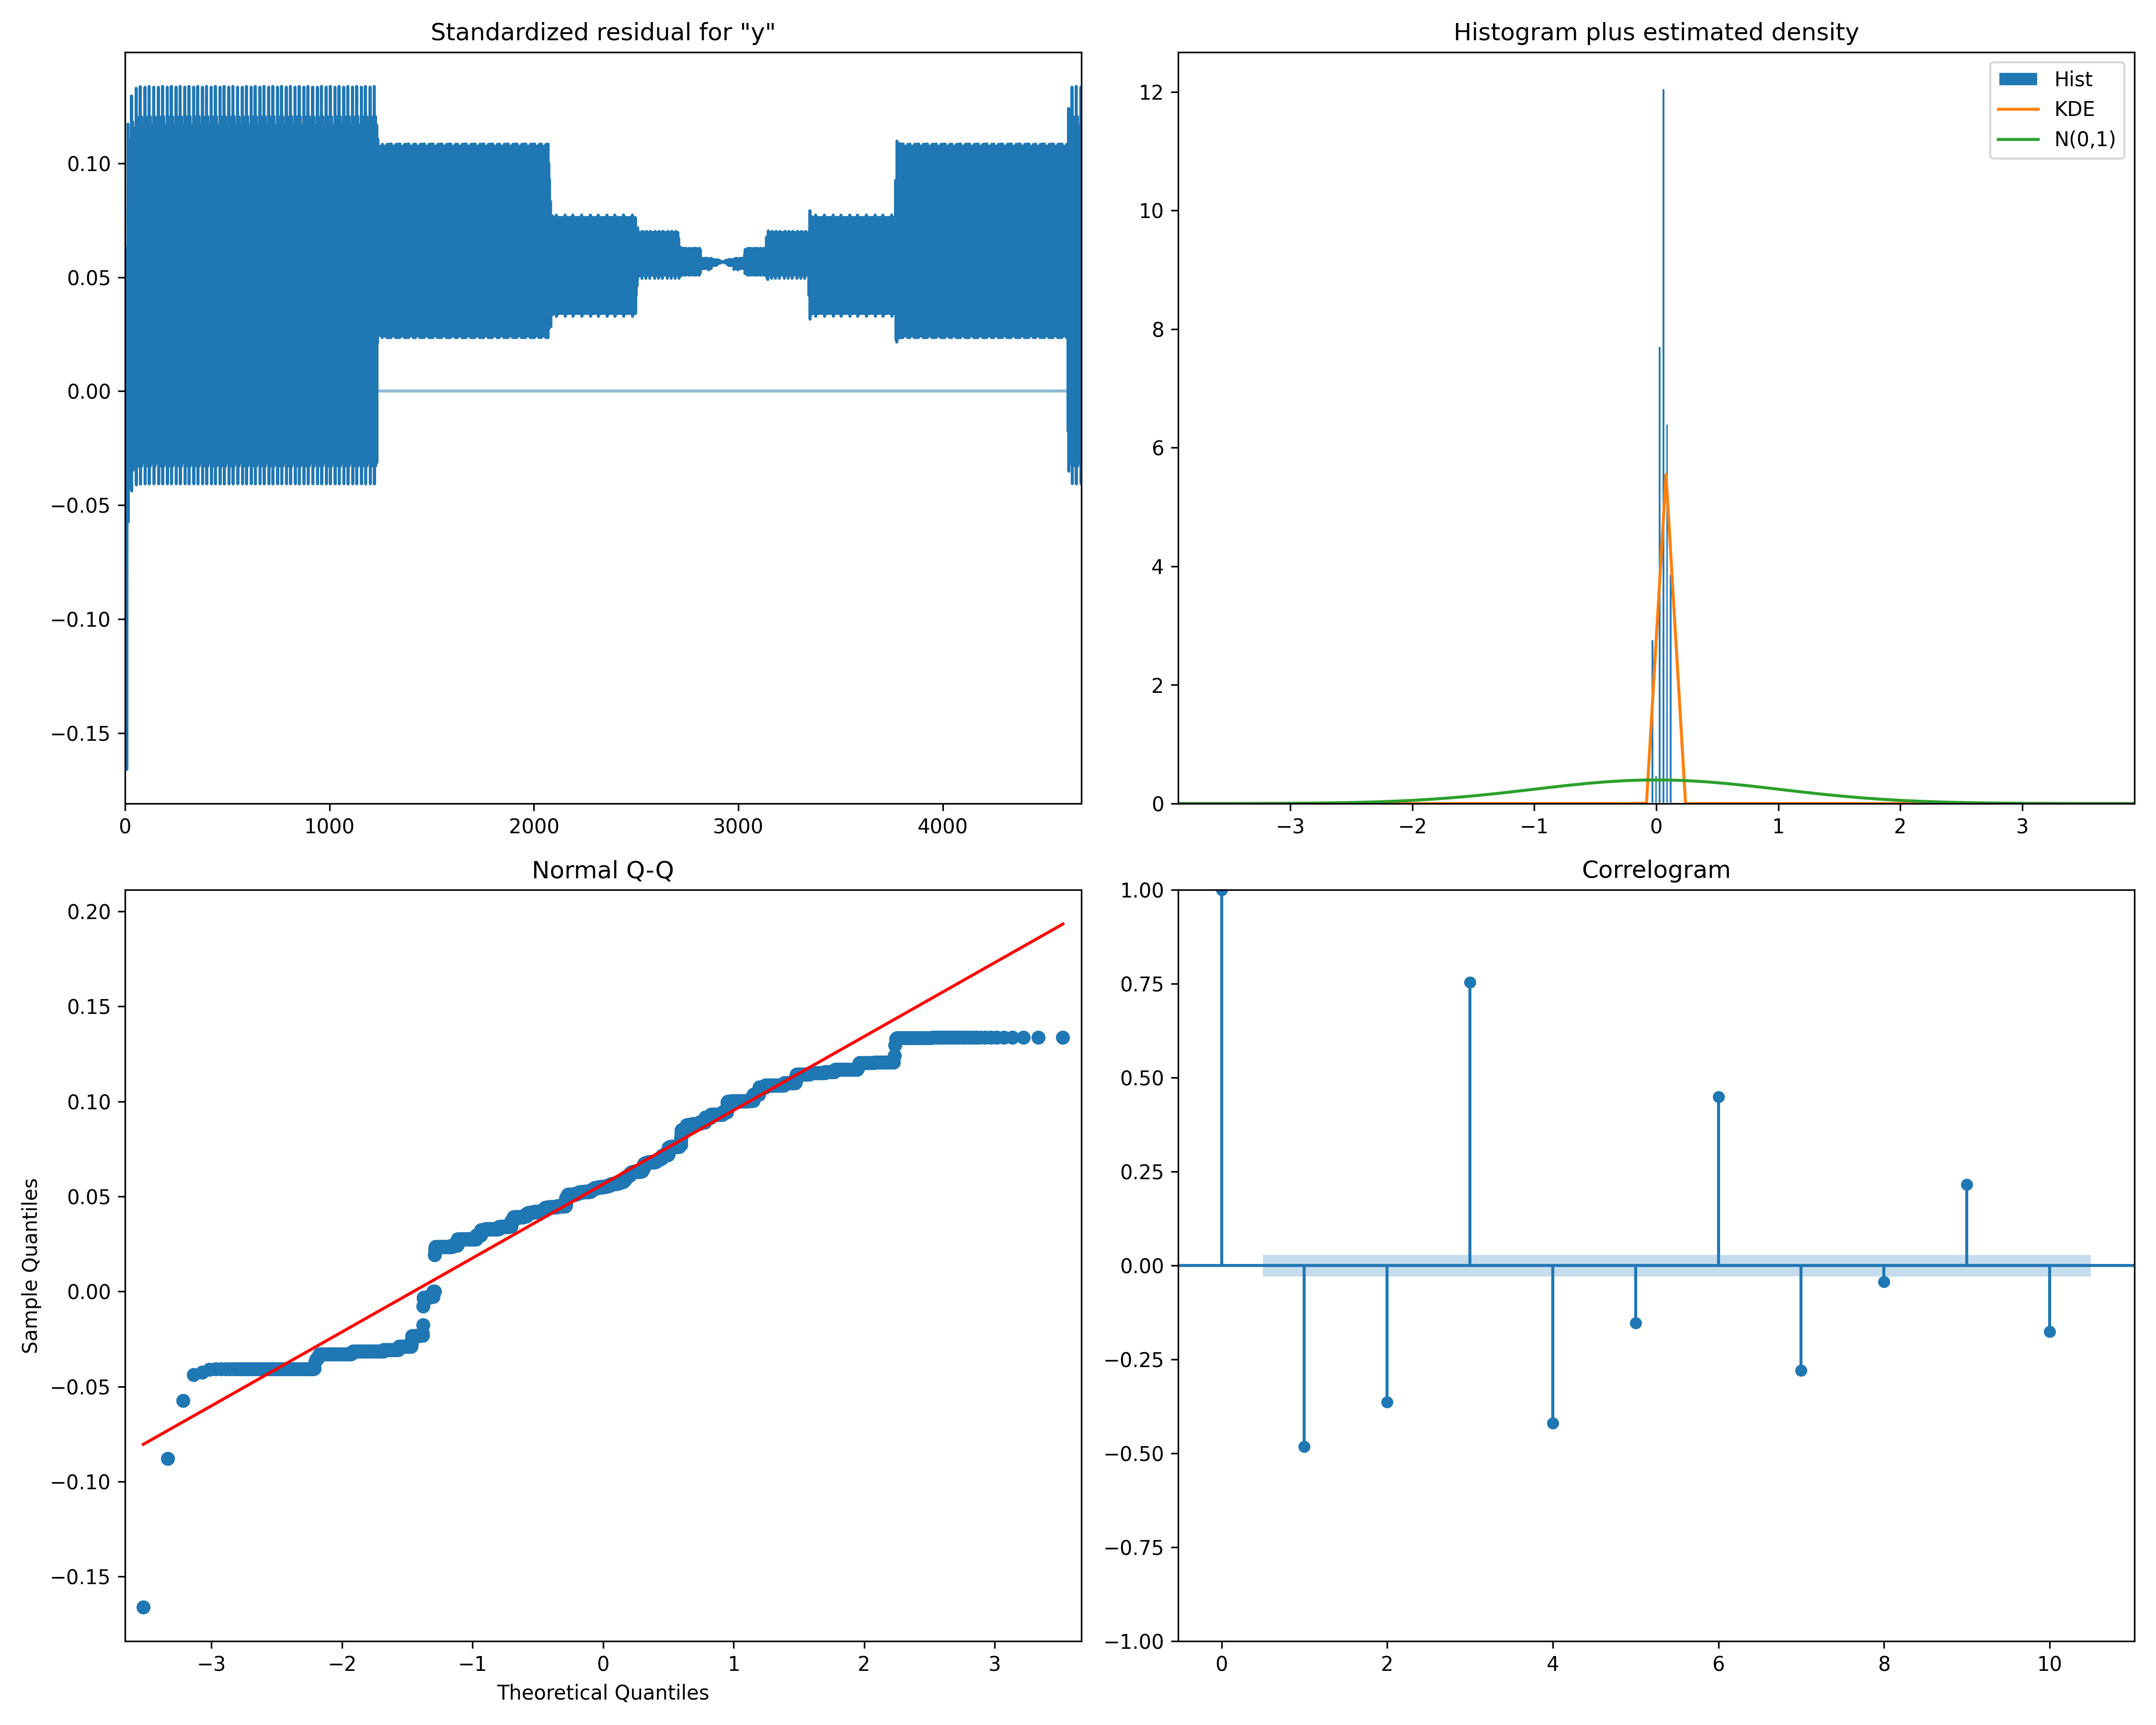 Standardized residual for "y"
0.10
0.05
0.00
−0.05
−0.10
−0.15
0 1000 2000 3000 4000
Histogram plus estimated density
Hist
KDE
N(0,1)
12
10
8
6
4
2
0
−3 −2 −1 0 1 2 3
Normal Q-Q
Sample Quantiles
0.20
0.15
0.10
0.05
0.00
−0.05
−0.10
−0.15
−3 −2 −1 0 1 2 3
Theoretical Quantiles
Correlogram
1.00
0.75
0.50
0.25
0.00
−0.25
−0.50
−0.75
−1.00
0 2 4 6 8 10